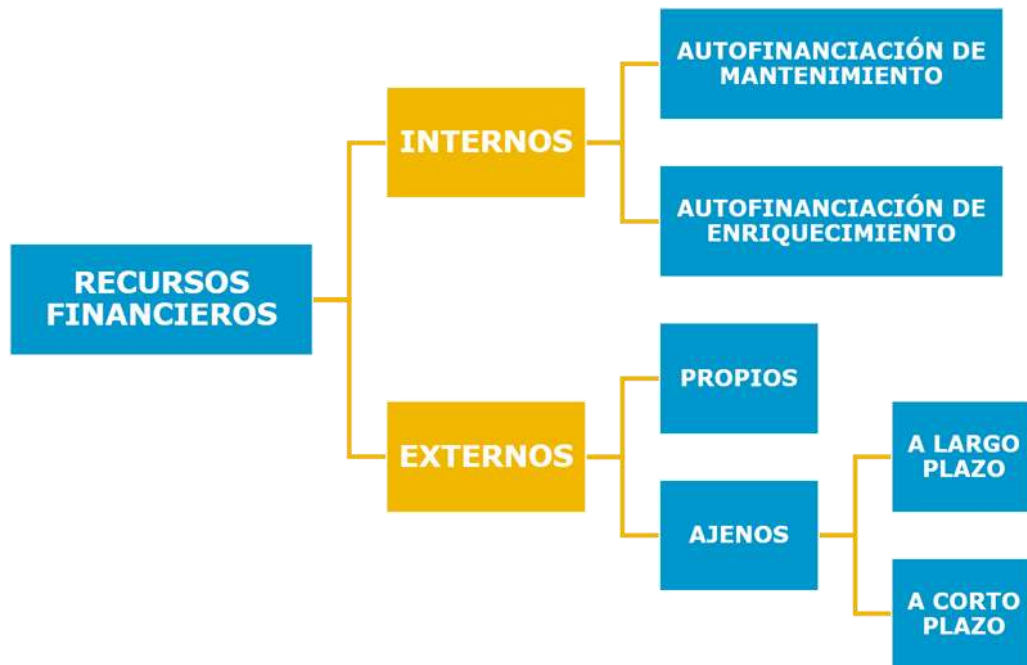 RECURSOS
FINANCIEROS
INTERNOS
AUTOFINANCIACIÓN DE
MANTENIMIENTO
AUTOFINANCIACIÓN DE
ENRIQUECIMIENTO
EXTERNOS
PROPIOS
AJENOS
A LARGO
PLAZO
A CORTO
PLAZO